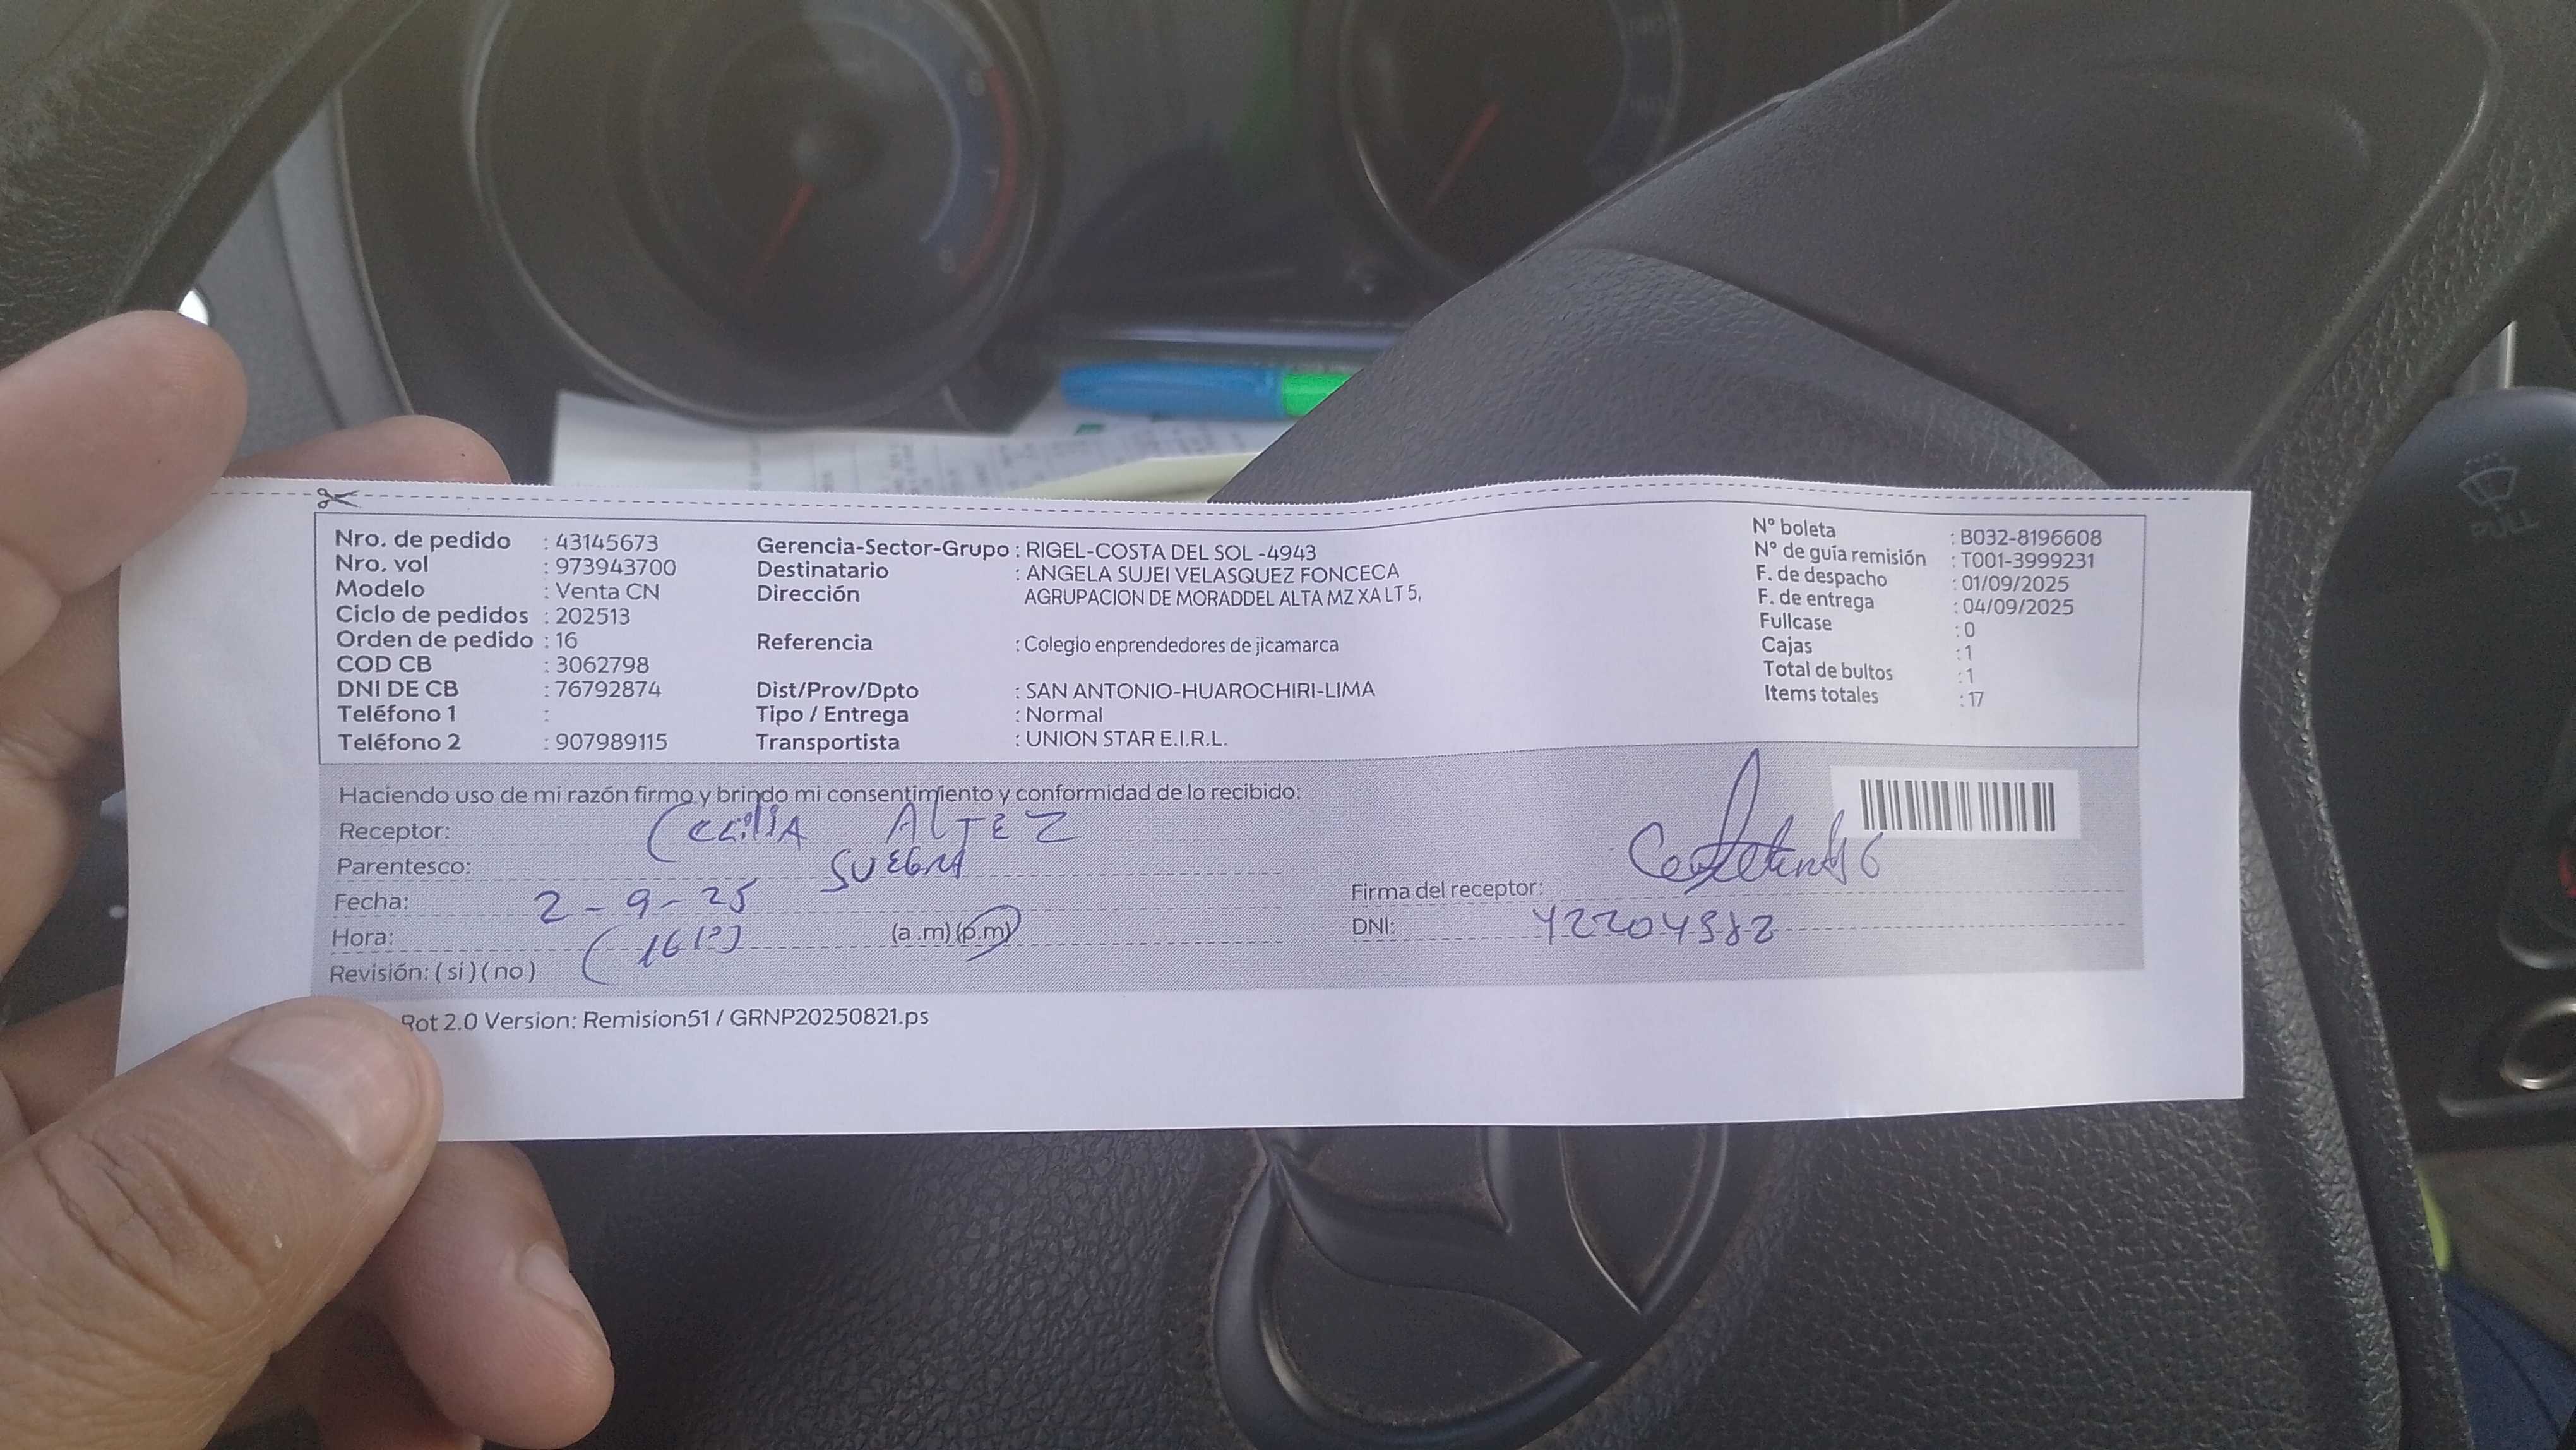 Nro. de pedido : 43145673
Nro. vol : 973943700
Modelo : Venta CN
Ciclo de pedidos : 202513
Orden de pedido : 16
COD CB : 3062798
DNI DE CB : 76792874
Teléfono 1 :
Teléfono 2 : 907989115
Gerencia-Sector-Grupo : RIGEL-COSTA DEL SOL -4943
Destinatario : ANGELA SUJEI VELASQUEZ FONCECA
Dirección AGRUPACION DE MORADDEL ALTA MZ XA LT 5,
Referencia : Colegio enprendedores de jicamarca
Dist/Prov/Dpto : SAN ANTONIO-HUAROCHIRI-LIMA
Tipo / Entrega : Normal
Transportista : UNION STAR E.I.R.L.
N° boleta : B032-8196608
N° de guía remisión : T001-3999231
F. de despacho : 01/09/2025
F. de entrega : 04/09/2025
Fullcase : 0
Cajas : 1
Total de bultos : 1
Items totales : 17
Haciendo uso de mi razón firmo y brindo mi consentimiento y conformidad de lo recibido:
Receptor: Cecilia ALTEZ
Parentesco: SUEGRA
Fecha: 2-9-25
Hora: (a.m) (p.m)
Revisión: (si) (no)
Firma del receptor:
DNI: 42204582
Rot 2.0 Version: Remision51 / GRNP20250821.ps
PULL